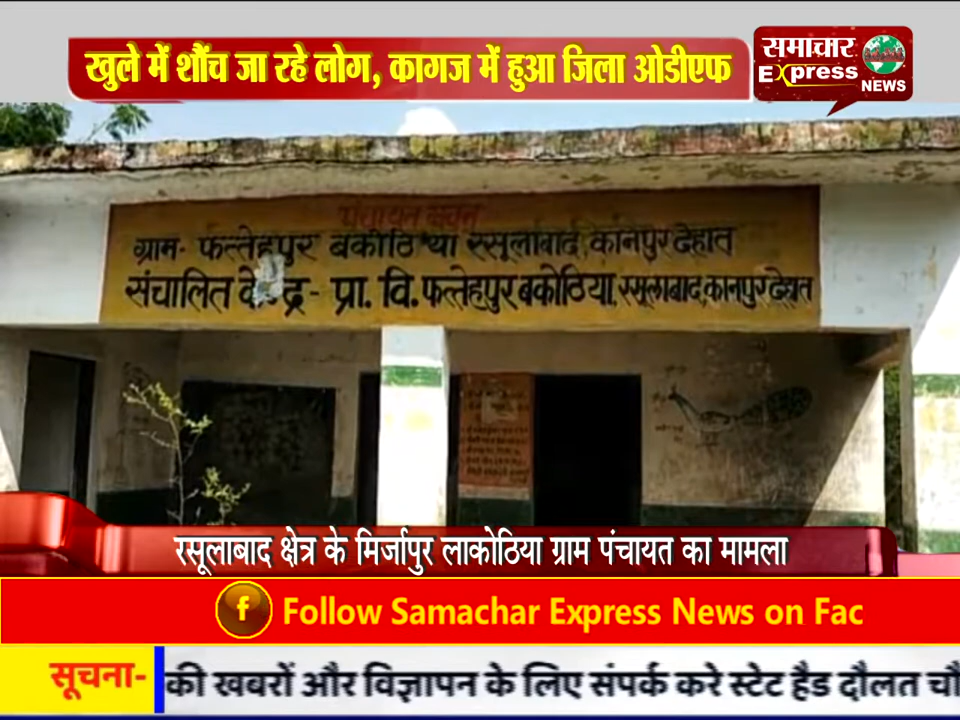 खुले में शौंच जा रहे लोग, कागज में हुआ जिला ओडीएफ
समाचार
Express
NEWS
पंचायत भवन
ग्राम- फत्तेहपुर बकोठिया रसूलाबाद, कानपुर देहात
संचालित केन्द्र - प्रा. वि. फत्तेहपुर बकोठिया, रसूलाबाद, कानपुर देहात
रसूलाबाद क्षेत्र के मिर्जापुर लाकोठिया ग्राम पंचायत का मामला
f Follow Samachar Express News on Fac
सूचना- की खबरों और विज्ञापन के लिए संपर्क करे स्टेट हैड दौलत चौ